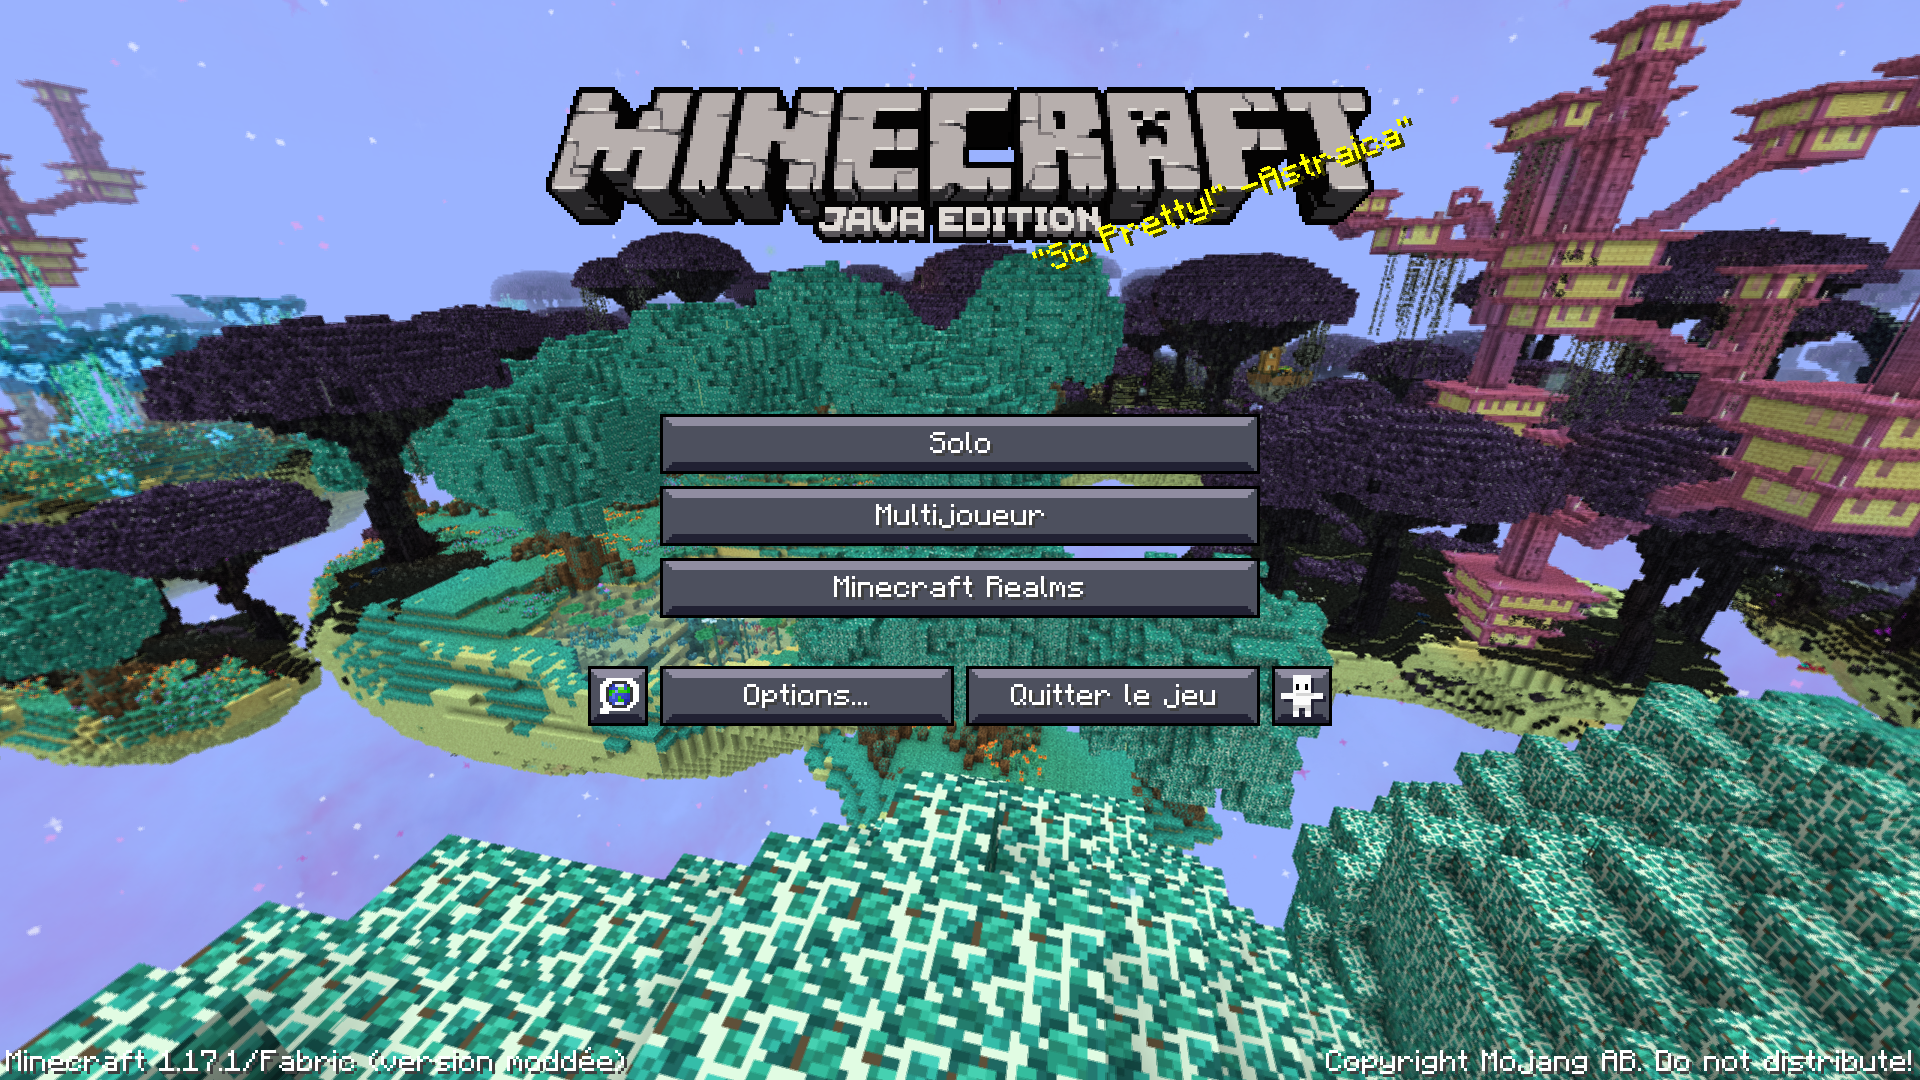 MINECRAFT
JAVA EDITION
"So Pretty!" -Astraica"
Solo
Multijoueur
Minecraft Realms
Options...
Quitter le jeu
Minecraft 1.17.1/Fabric (version moddée)
Copyright Mojang AB. Do not distribute!